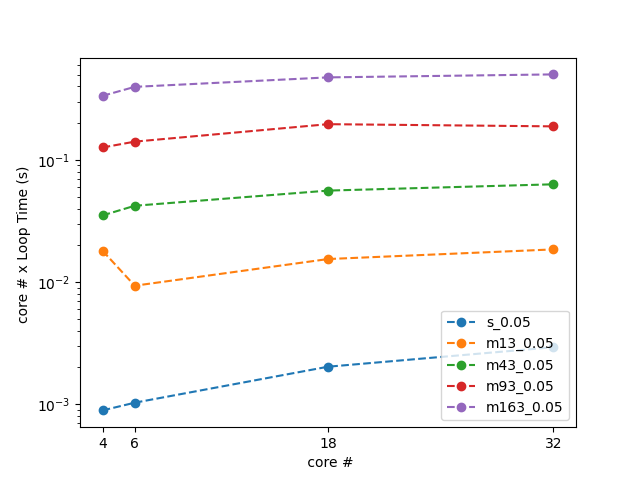 core # x Loop Time (s)
10⁻¹
10⁻²
10⁻³
s_0.05
m13_0.05
m43_0.05
m93_0.05
m163_0.05
4 6 18 32
core #